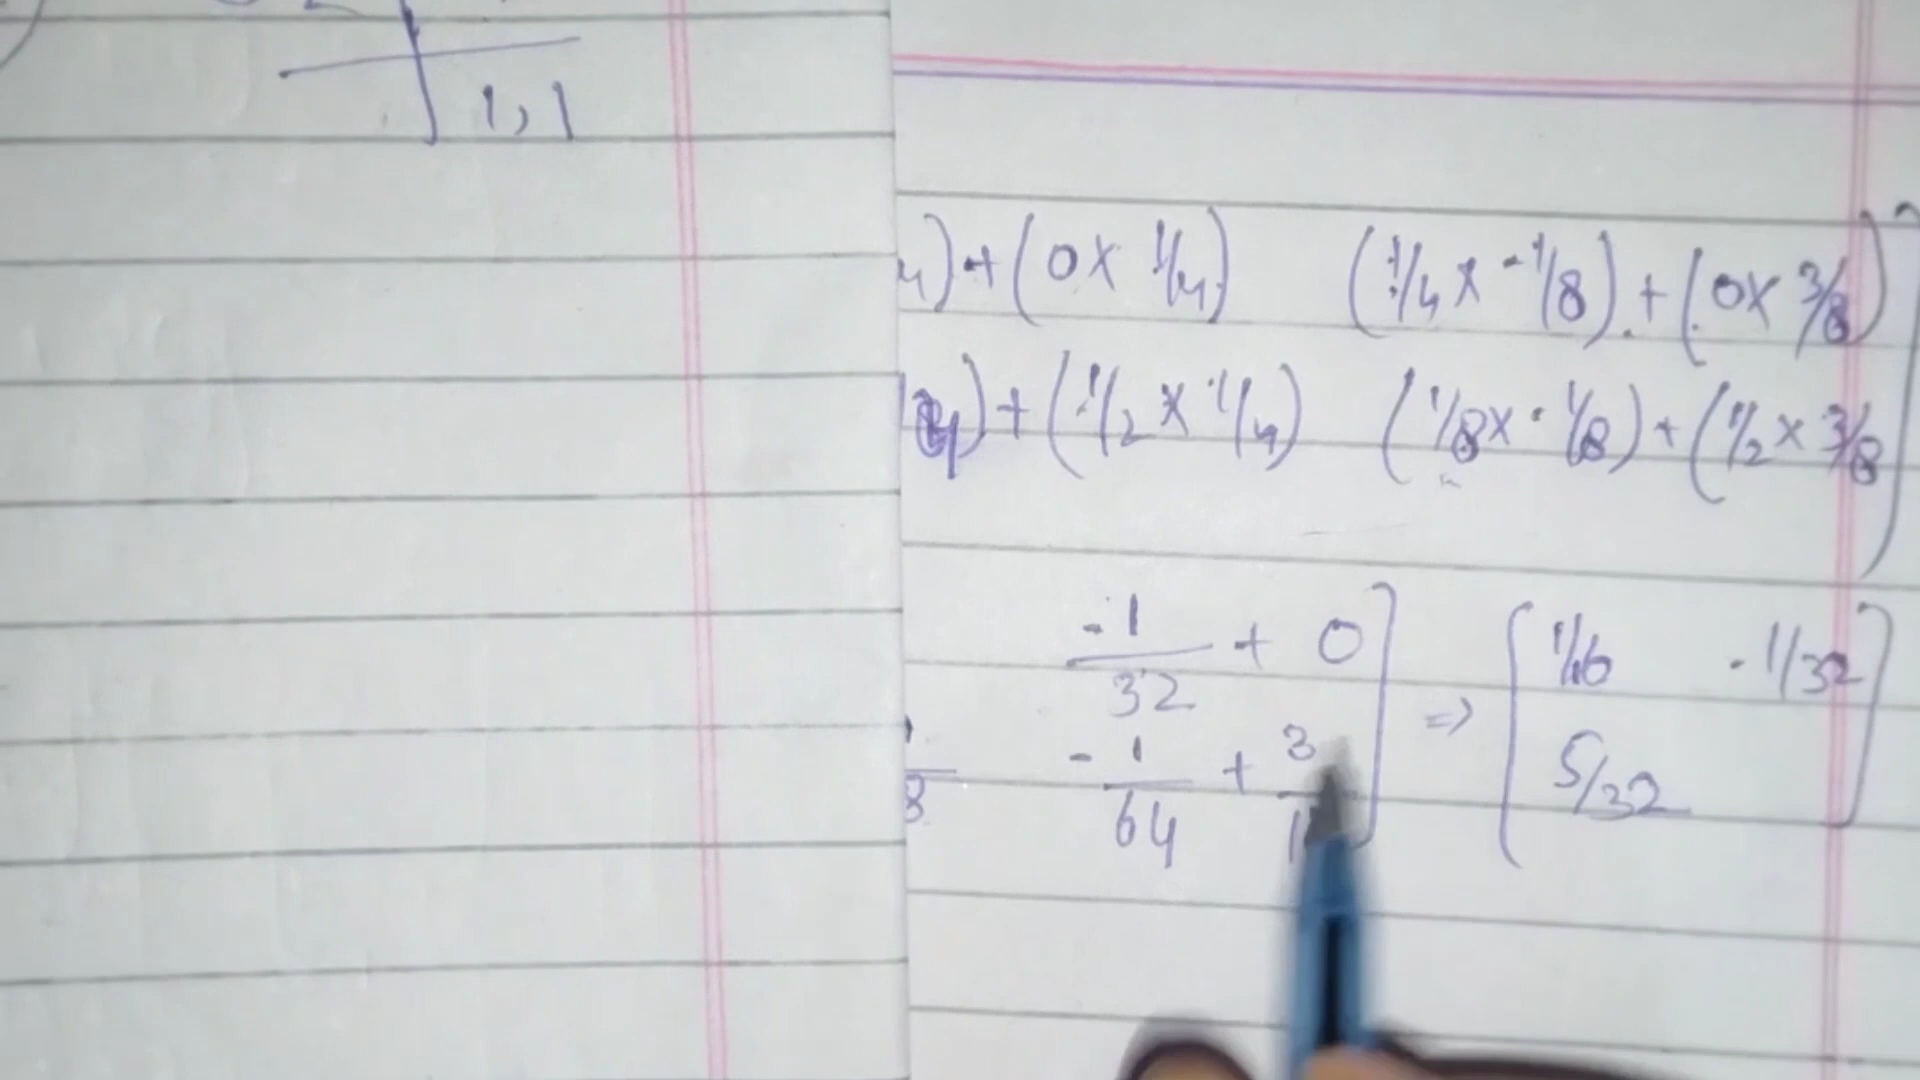 1, 1
) + (0 x 1/4) (1/4 x -1/8) + (0 x 3/8)
) + (1/2 x 1/4) (1/8 x -1/8) + (1/2 x 3/8
-1/32 + 0] => [1/16 -1/32]
8 -1/64 + 3 5/32